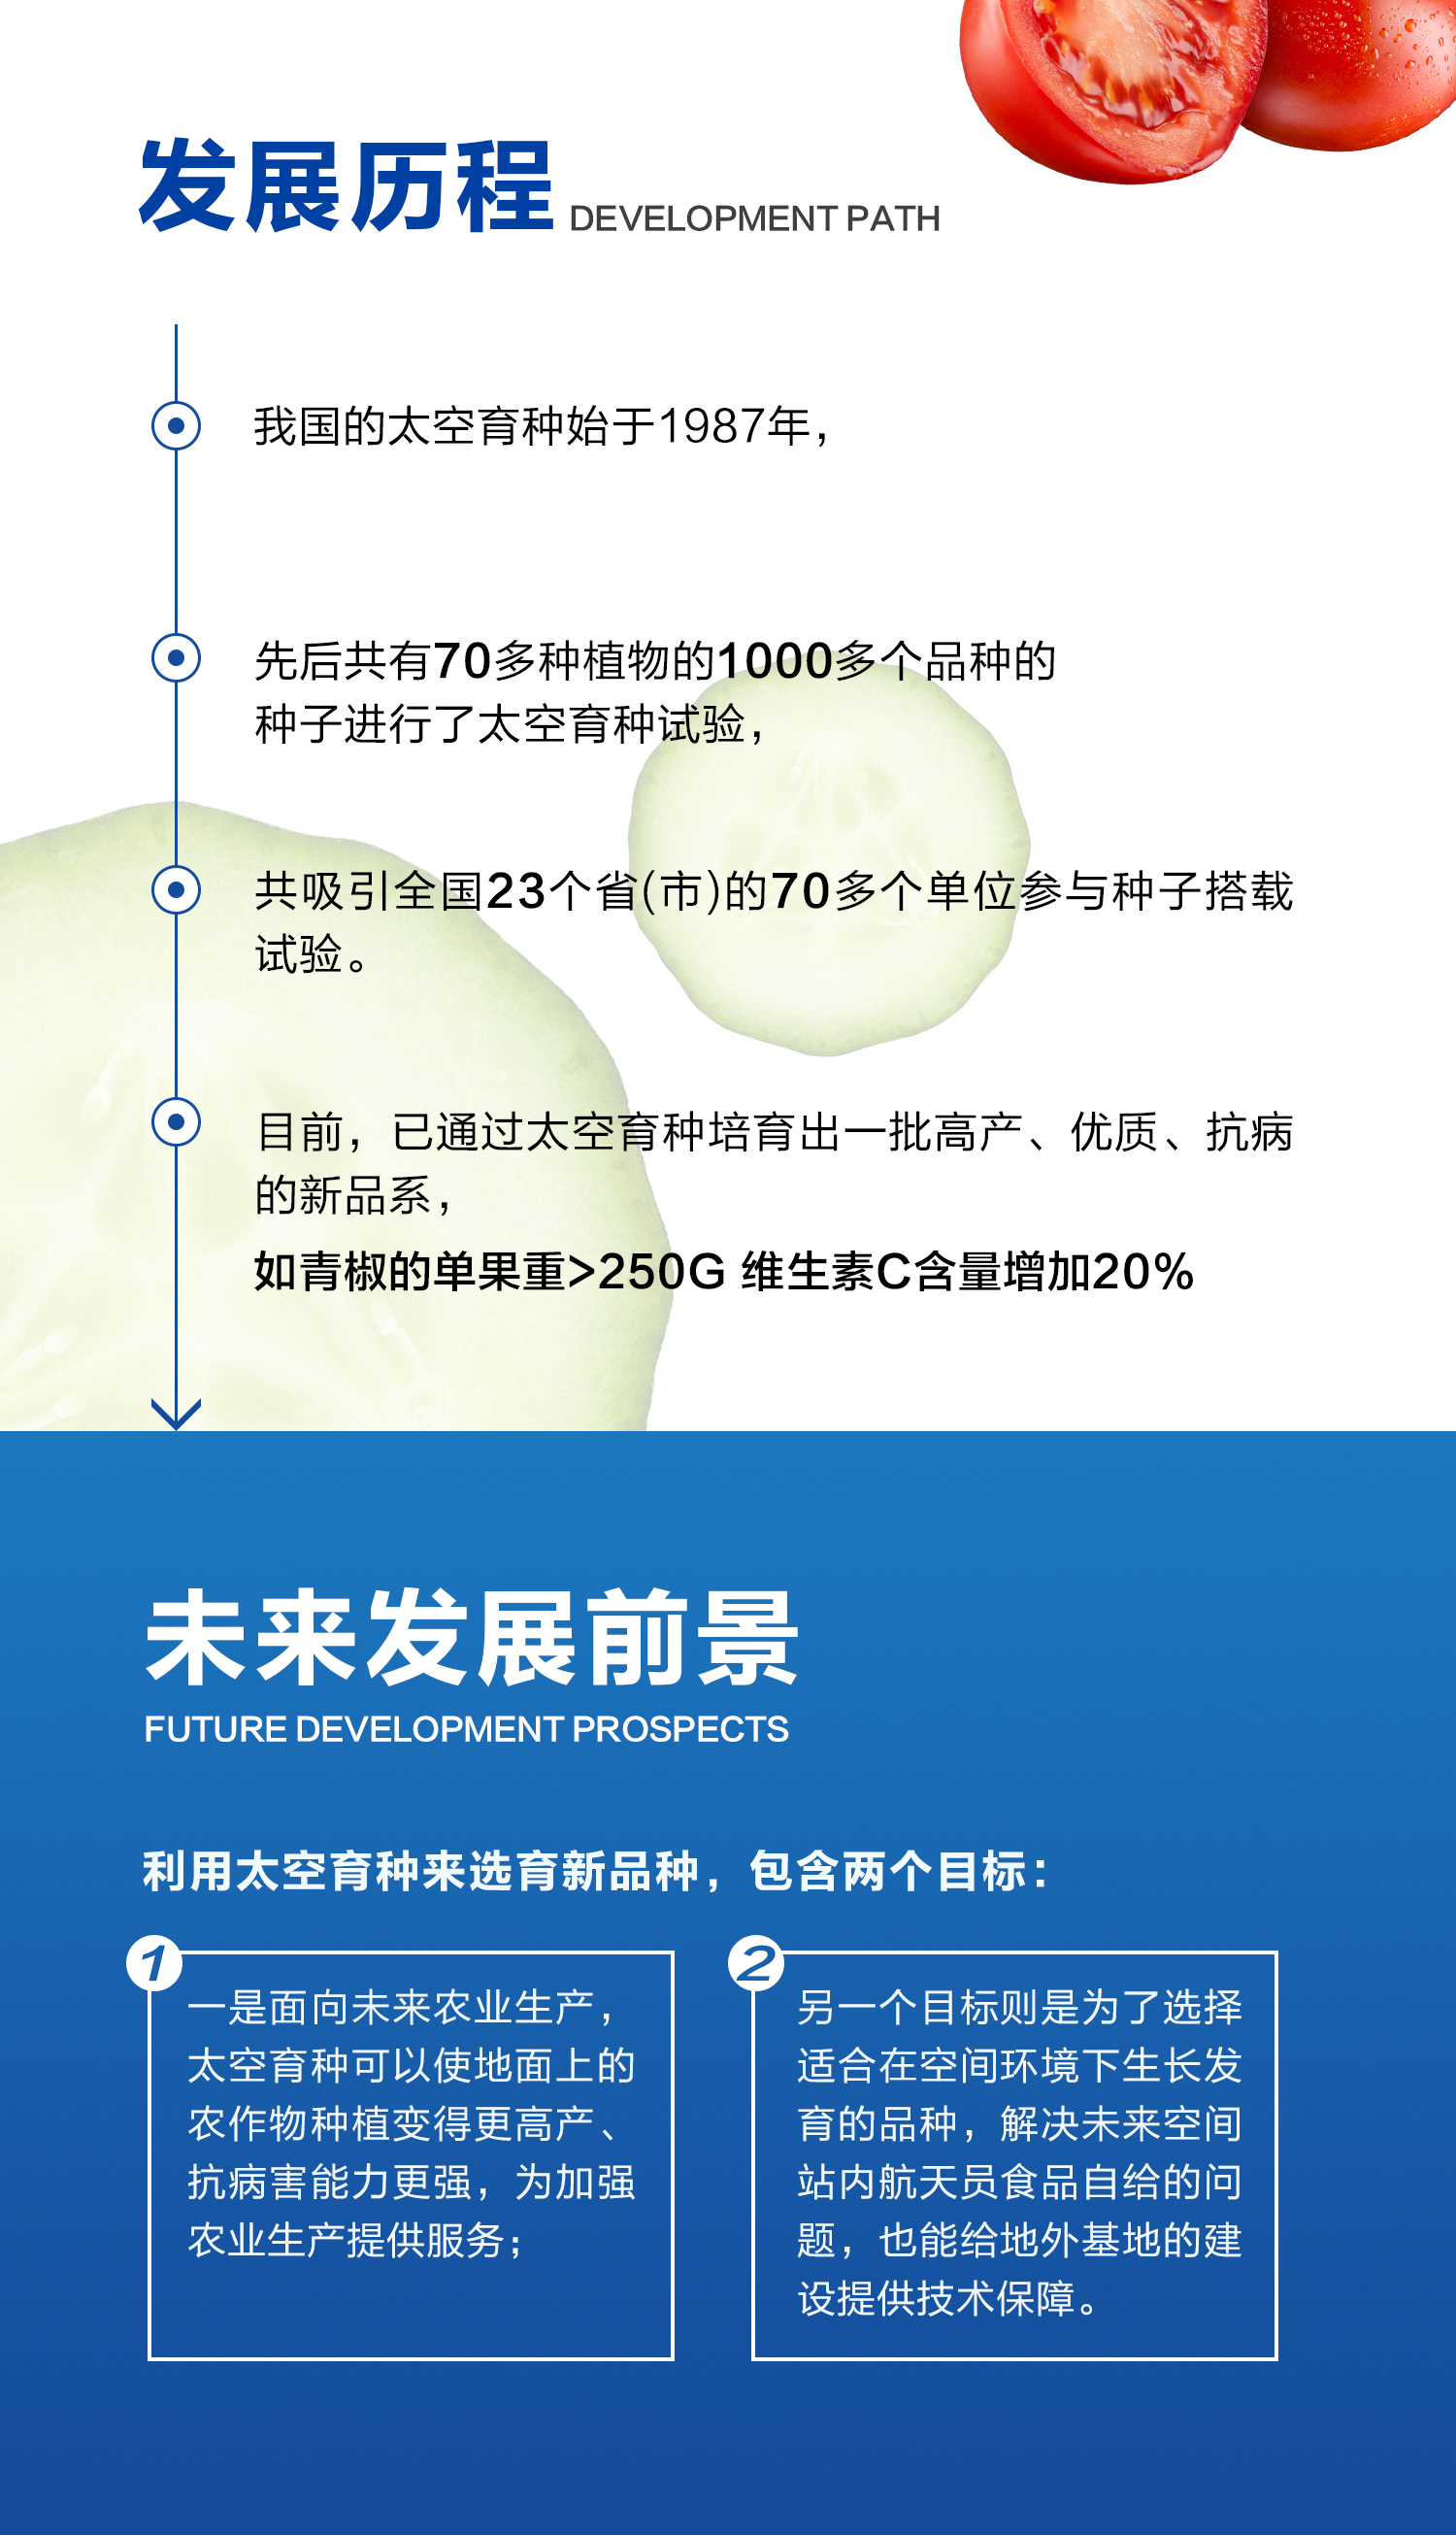 发展历程 DEVELOPMENT PATH
我国的太空育种始于1987年，
先后共有70多种植物的1000多个品种的
种子进行了太空育种试验，
共吸引全国23个省(市)的70多个单位参与种子搭载
试验。
目前，已通过太空育种培育出一批高产、优质、抗病
的新品系，
如青椒的单果重>250G 维生素C含量增加20%
未来发展前景
FUTURE DEVELOPMENT PROSPECTS
利用太空育种来选育新品种，包含两个目标：
1
一是面向未来农业生产，
太空育种可以使地面上的
农作物种植变得更高产、
抗病害能力更强，为加强
农业生产提供服务；
2
另一个目标则是为了选择
适合在空间环境下生长发
育的品种，解决未来空间
站内航天员食品自给的问
题，也能给地外基地的建
设提供技术保障。